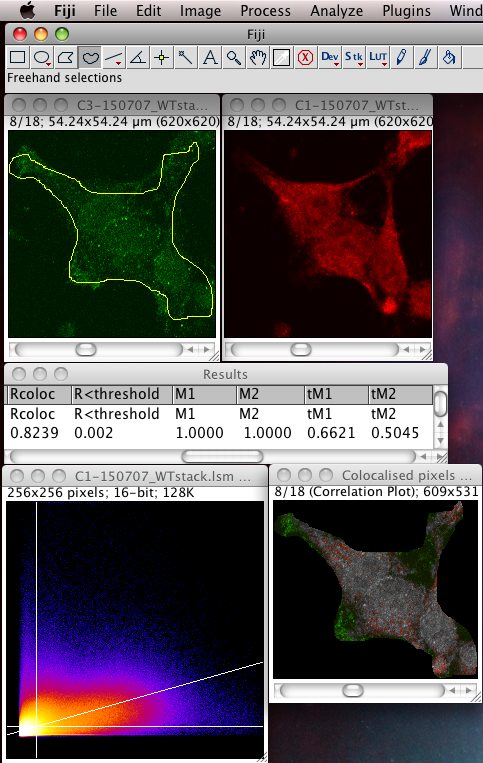 Fiji File Edit Image Process Analyze Plugins Wind
Fiji
A Dev Stk LUT
Freehand selections
C3-150707_WTsta...
C1-150707_WTst...
8/18; 54.24x54.24 µm (620x620)
8/18; 54.24x54.24 µm (620x620)
Results
Rcoloc R<threshold M1 M2 tM1 tM2
Rcoloc R<threshold M1 M2 tM1 tM2
0.8239 0.002 1.0000 1.0000 0.6621 0.5045
C1-150707_WTstack.lsm ...
256x256 pixels; 16-bit; 128K
Colocalised pixels ...
8/18 (Correlation Plot); 609x531